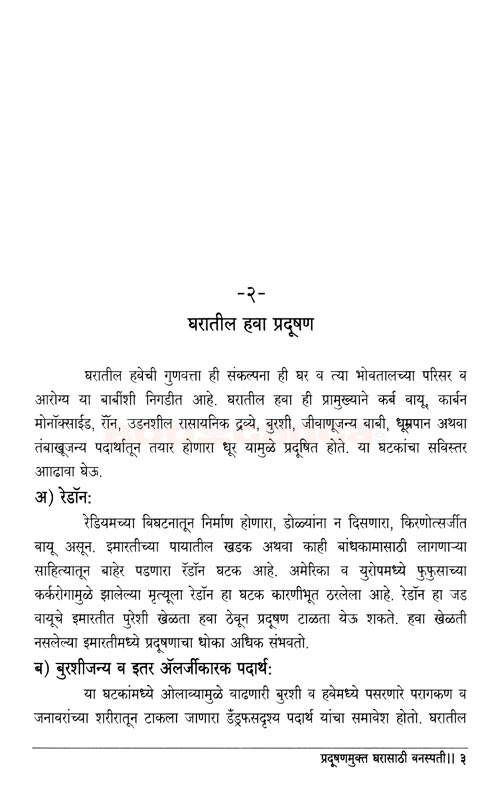 -२-
घरातील हवा प्रदूषण
घरातील हवेची गुणवत्ता ही संकल्पना ही घर व त्या भोवतालच्या परिसर व
आरोग्य या बाबींशी निगडीत आहे. घरातील हवा ही प्रामुख्याने कर्ब वायू, कार्बन
मोनॉक्साईड, रॉन, उडनशील रासायनिक द्रव्ये, बुरशी, जीवाणूजन्य बाबी, धूम्रपान अथवा
तंबाखूजन्य पदार्थातून तयार होणारा धूर यामुळे प्रदूषित होते. या घटकांचा सविस्तर
आाढावा घेऊ.
अ) रेडॉन:
रेडियमच्या विघटनातून निर्माण होणारा, डोळ्यांना न दिसणारा, किरणोत्सर्जीत
वायू असून. इमारतीच्या पायातील खडक अथवा काही बांधकामासाठी लागणाऱ्या
साहित्यातून बाहेर पडणारा रॅडॉन घटक आहे. अमेरिका व युरोपमध्ये फुफुसाच्या
कर्करोगामुळे झालेल्या मृत्यूला रेडॉन हा घटक कारणीभूत ठरलेला आहे. रेडॉन हा जड
वायूचे इमारतीत पुरेशी खेळता हवा ठेवून प्रदूषण टाळता येऊ शकते. हवा खेळती
नसलेल्या इमारतीमध्ये प्रदूषणाचा धोका अधिक संभवतो.
ब) बुरशीजन्य व इतर ॲलर्जीकारक पदार्थ:
या घटकांमध्ये ओलाव्यामुळे वाढणारी बुरशी व हवेमध्ये पसरणारे परागकण व
जनावरांच्या शरीरातून टाकला जाणारा डँड्रफसदृश्य पदार्थ यांचा समावेश होतो. घरातील
प्रदूषणमुक्त घरासाठी वनस्पती।। ३